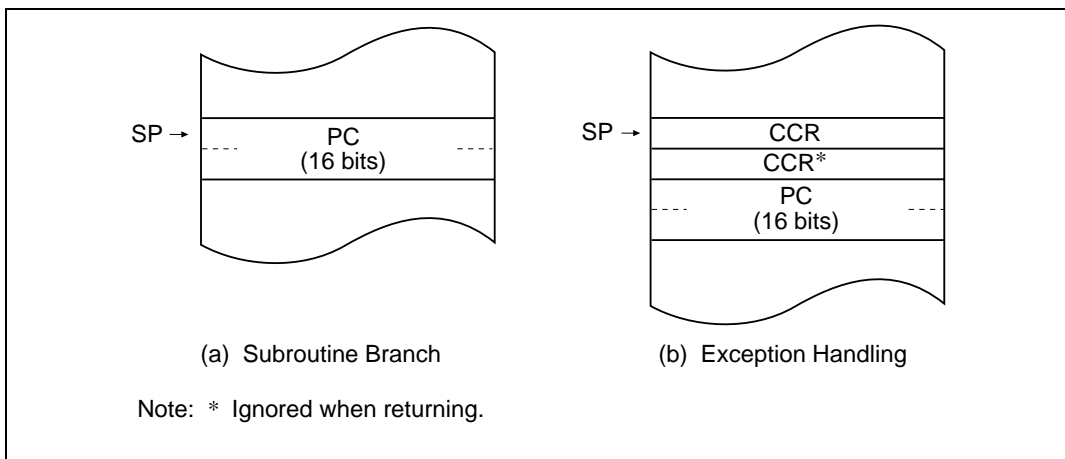 SP →
PC
(16 bits)
(a) Subroutine Branch
SP →
CCR
CCR*
PC
(16 bits)
(b) Exception Handling
Note: * Ignored when returning.